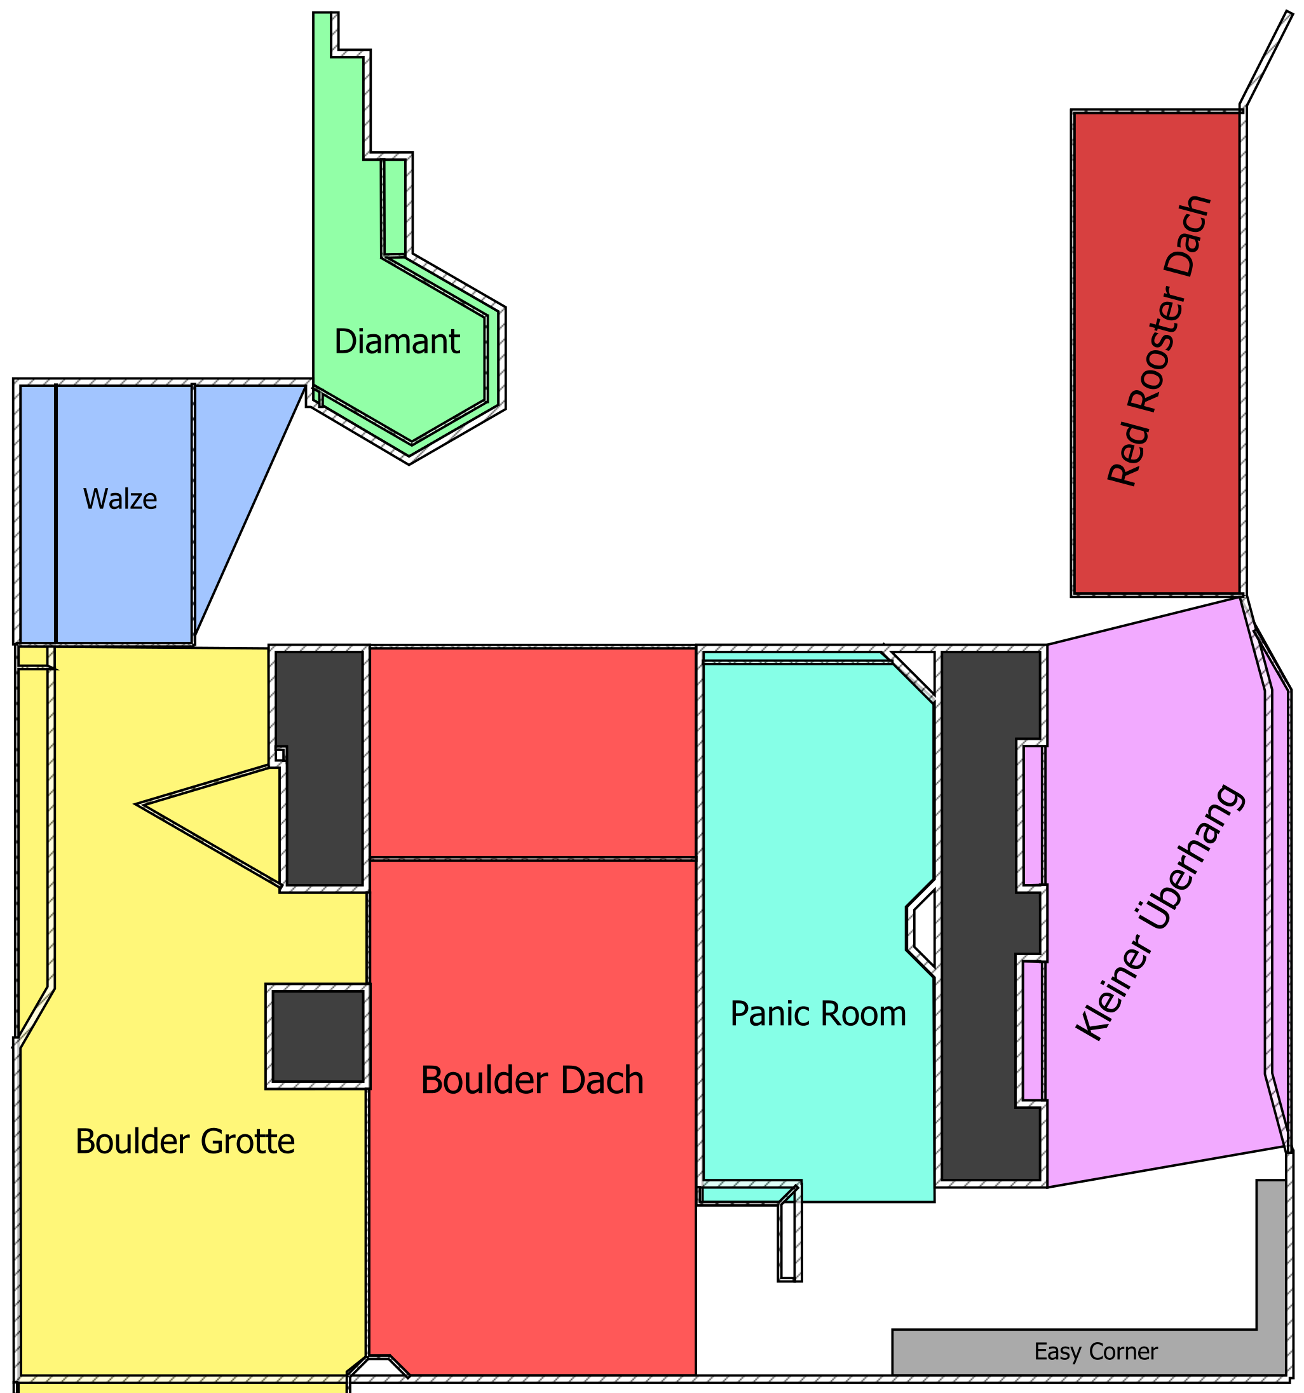 Diamant
Red Rooster Dach
Walze
Kleiner Überhang
Panic Room
Boulder Dach
Boulder Grotte
Easy Corner